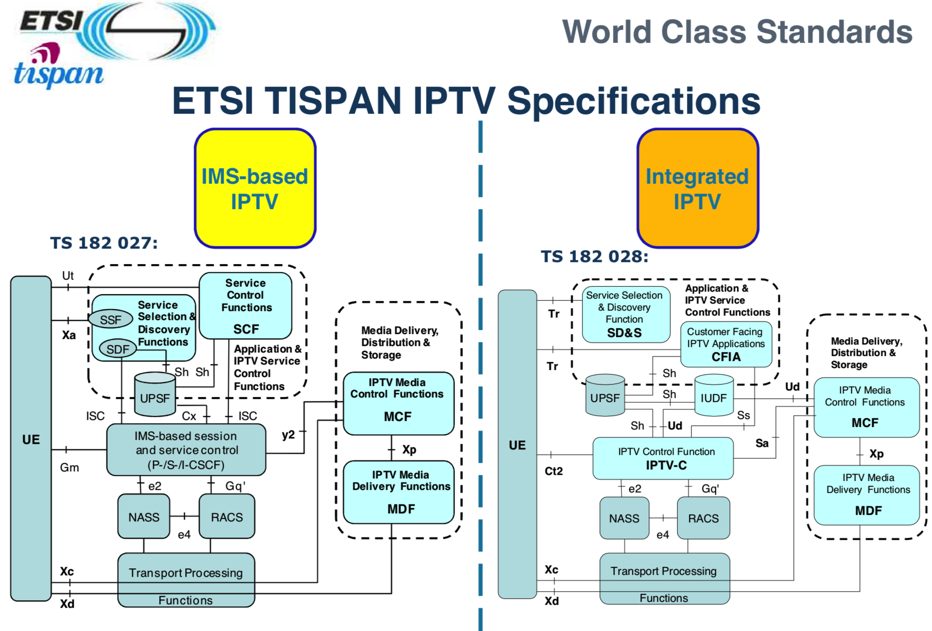 ETSI
tispan
World Class Standards
ETSI TISPAN IPTV Specifications
IMS-based
IPTV
TS 182 027:
UE
Ut
Xa
SSF
SDF
Service
Selection &
Discovery
Functions
Service
Control
Functions
SCF
Application &
IPTV Service
Control
Functions
Sh
Sh
UPSF
ISC
Cx
ISC
IMS-based session
and service control
(P-/S-/I-CSCF)
Gm
y2
e2
Gq'
NASS
RACS
e4
Transport Processing
Functions
Xc
Xd
Media Delivery,
Distribution &
Storage
IPTV Media
Control Functions
MCF
Xp
IPTV Media
Delivery Functions
MDF
Integrated
IPTV
TS 182 028:
UE
Tr
Tr
Service Selection
& Discovery
Function
SD&S
Application &
IPTV Service
Control Functions
Customer Facing
IPTV Applications
CFIA
Sh
UPSF
Sh
IUDF
Sh
Ud
Ss
Ud
Sa
IPTV Control Function
IPTV-C
Ct2
e2
Gq'
NASS
RACS
e4
Transport Processing
Functions
Xc
Xd
Media Delivery,
Distribution &
Storage
IPTV Media
Control Functions
MCF
Xp
IPTV Media
Delivery Functions
MDF